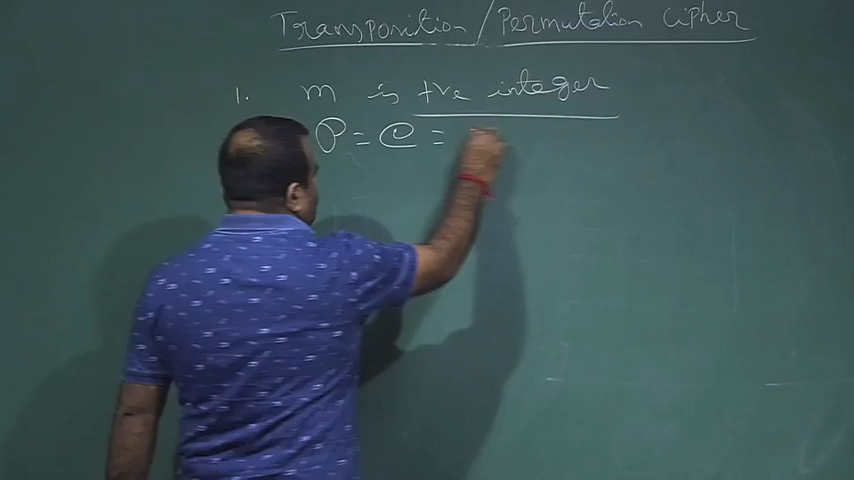 Transposition / Permutation Cipher
1. m is +ve integer
P = C =